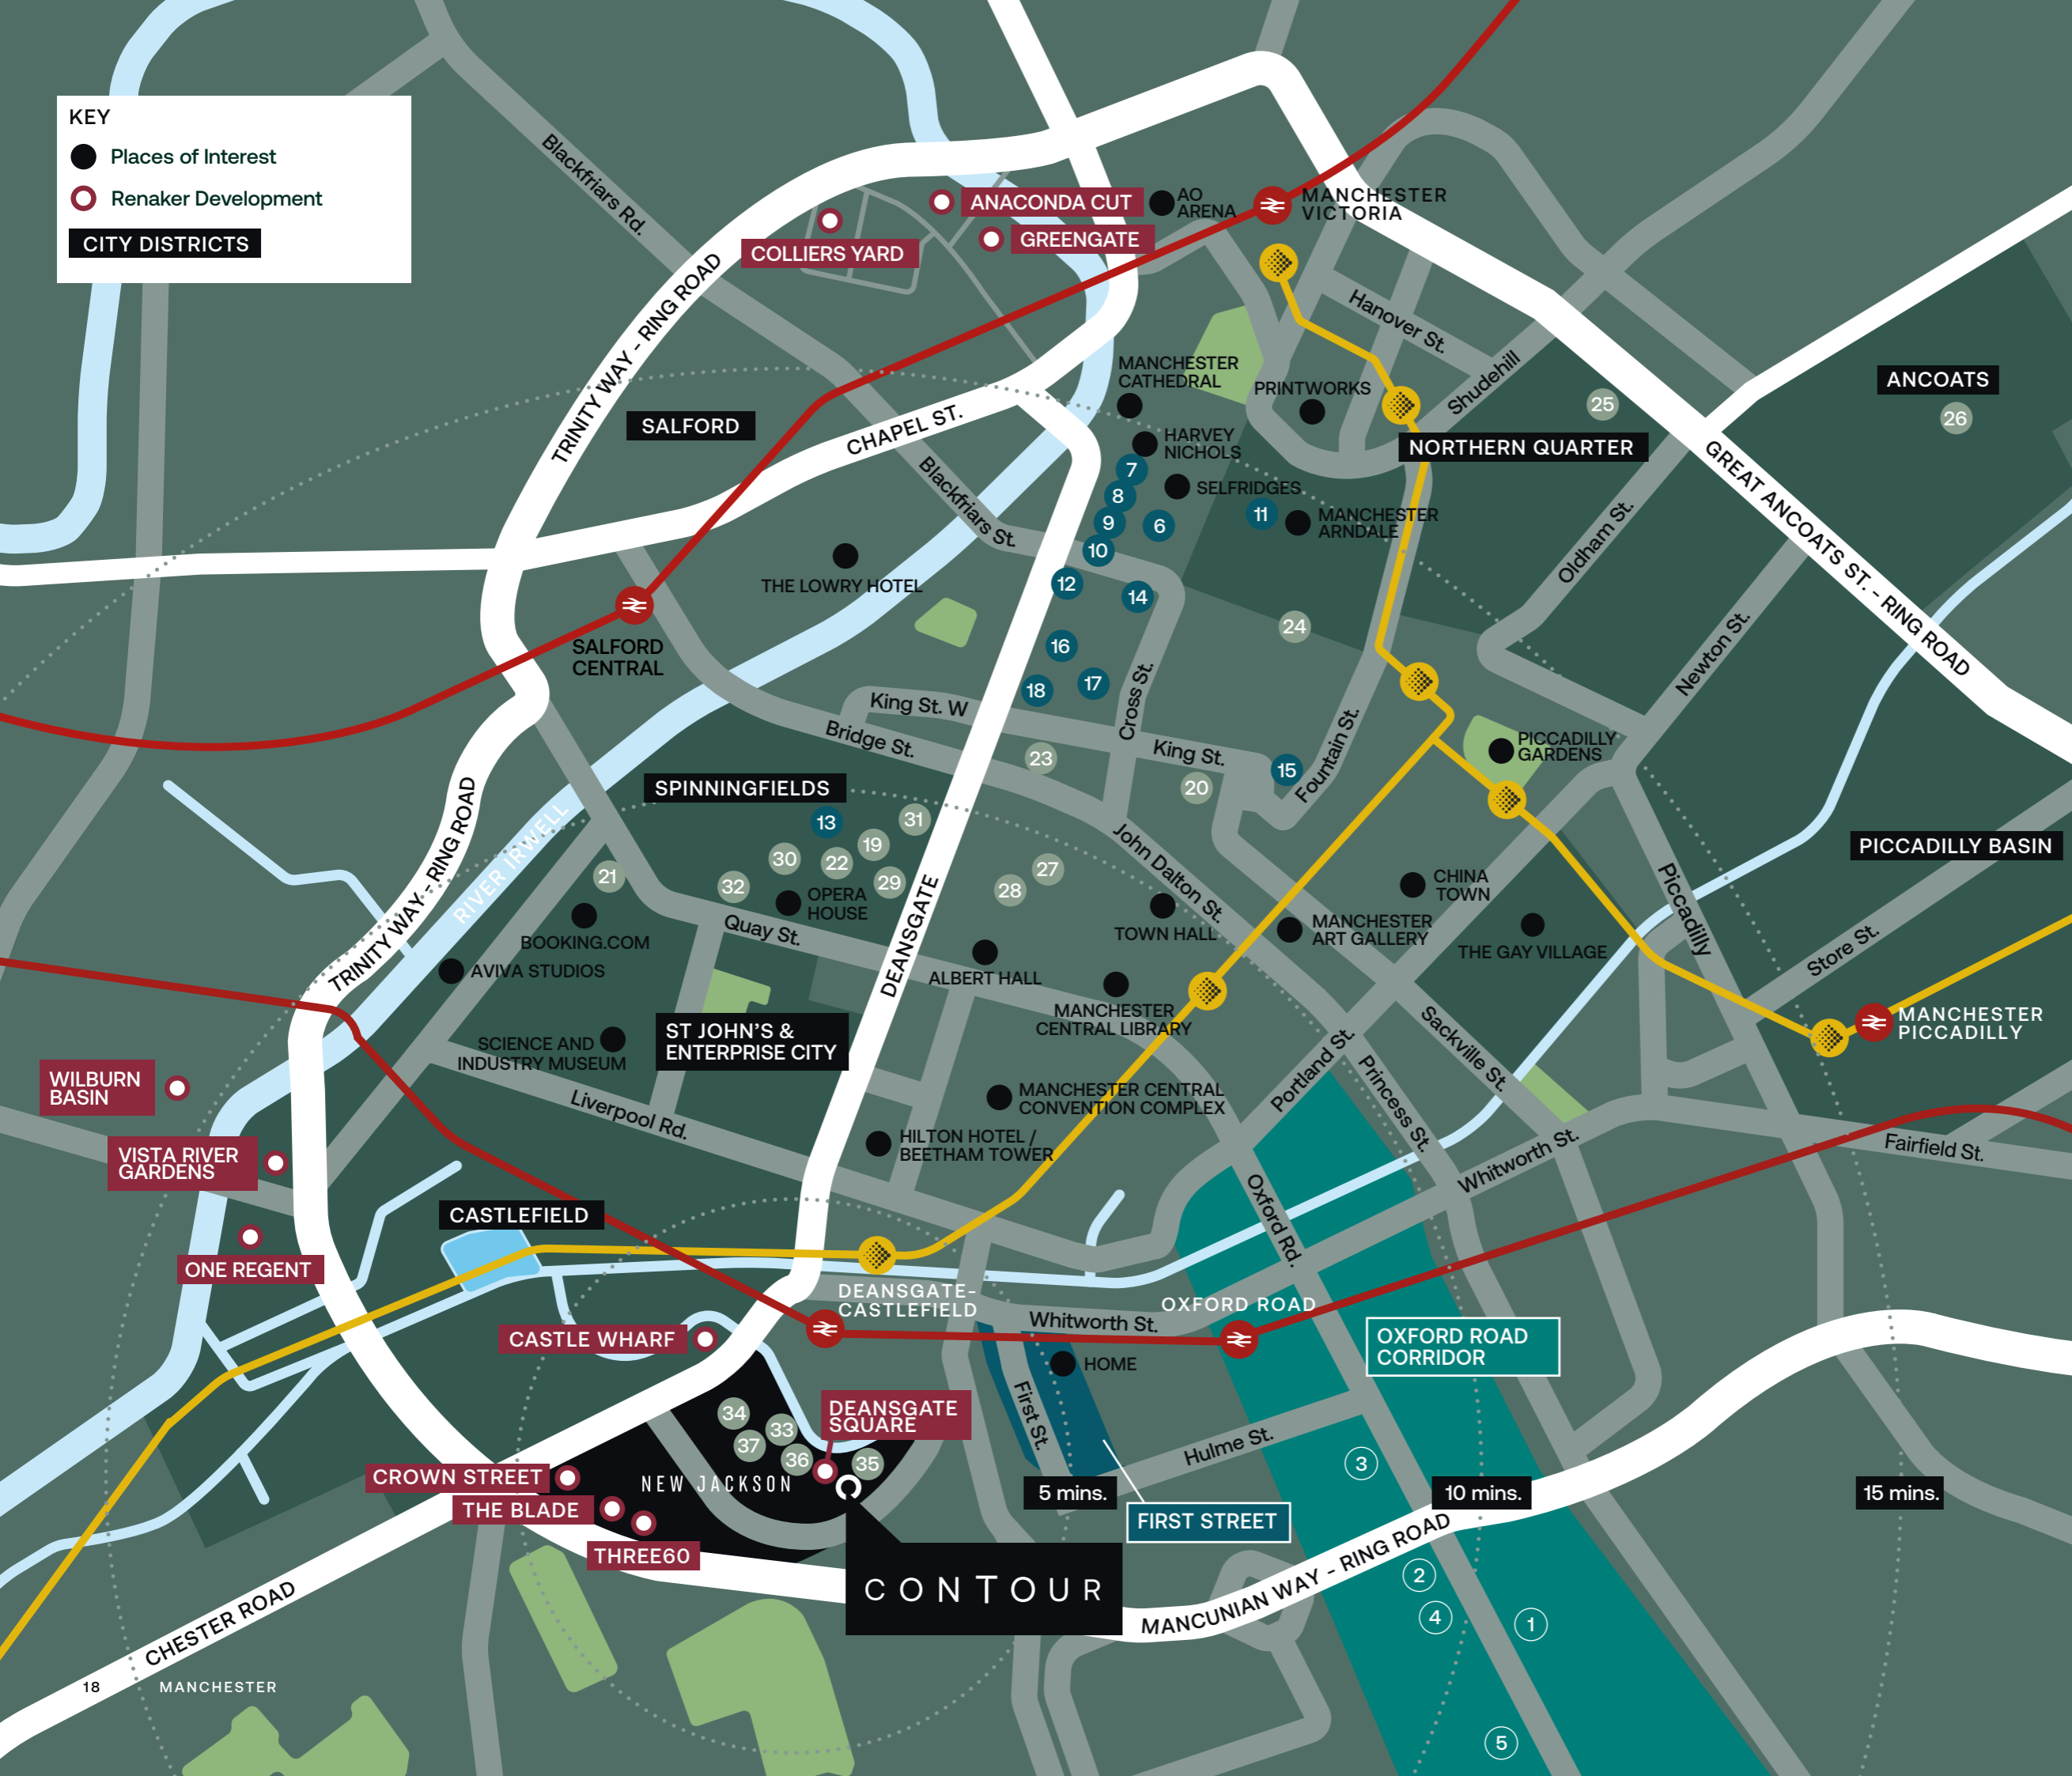 KEY
Places of Interest
Renaker Development
CITY DISTRICTS
Blackfriars Rd.
TRINITY WAY - RING ROAD
COLLIERS YARD
ANACONDA CUT
GREENGATE
AO
ARENA
MANCHESTER
VICTORIA
Hanover St.
Shudehill
MANCHESTER
CATHEDRAL
PRINTWORKS
25
ANCOATS
26
SALFORD
CHAPEL ST.
HARVEY
NICHOLS
NORTHERN QUARTER
7
8
9
6
10
SELFRIDGES
11
MANCHESTER
ARNDALE
Blackfriars St.
GREAT ANCOATS ST. - RING ROAD
Oldham St.
Newton St.
THE LOWRY HOTEL
12
14
24
SALFORD
CENTRAL
16
17
18
Cross St.
King St. W
Bridge St.
King St.
23
20
15
Fountain St.
PICCADILLY
GARDENS
SPINNINGFIELDS
13
31
19
30
22
29
32
21
RIVER IRWELL
TRINITY WAY - RING ROAD
OPERA
HOUSE
BOOKING.COM
AVIVA STUDIOS
Quay St.
DEANSGATE
27
28
John Dalton St.
TOWN HALL
ALBERT HALL
MANCHESTER
CENTRAL LIBRARY
MANCHESTER
ART GALLERY
CHINA
TOWN
THE GAY VILLAGE
Piccadilly
PICCADILLY BASIN
Store St.
MANCHESTER
PICCADILLY
SCIENCE AND
INDUSTRY MUSEUM
ST JOHN'S &
ENTERPRISE CITY
Sackville St.
Portland St.
Princess St.
Liverpool Rd.
MANCHESTER CENTRAL
CONVENTION COMPLEX
HILTON HOTEL /
BEETHAM TOWER
WILBURN
BASIN
VISTA RIVER
GARDENS
ONE REGENT
CASTLEFIELD
Whitworth St.
Fairfield St.
Oxford Rd.
DEANSGATE-
CASTLEFIELD
OXFORD ROAD
Whitworth St.
CASTLE WHARF
HOME
OXFORD ROAD
CORRIDOR
First St.
DEANSGATE
SQUARE
34
33
37
36
35
NEW JACKSON
CROWN STREET
THE BLADE
THREE60
Hulme St.
3
5 mins.
10 mins.
15 mins.
FIRST STREET
CONTOUR
MANCUNIAN WAY - RING ROAD
2
4
1
5
CHESTER ROAD
18
MANCHESTER